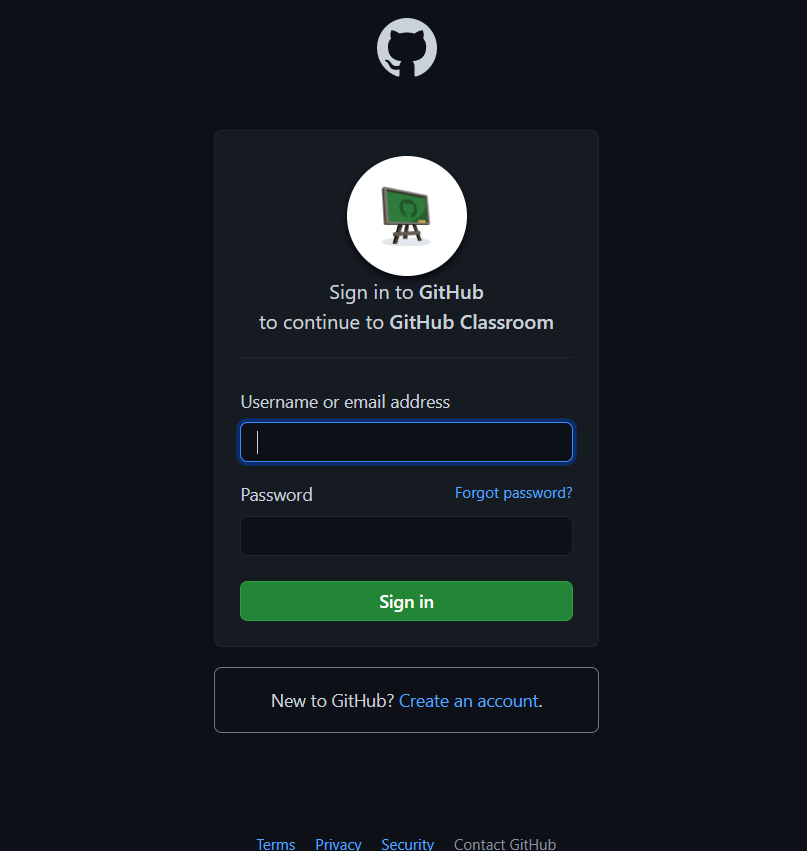 Sign in to GitHub
to continue to GitHub Classroom
Username or email address
Password Forgot password?
Sign in
New to GitHub? Create an account.
Terms Privacy Security Contact GitHub